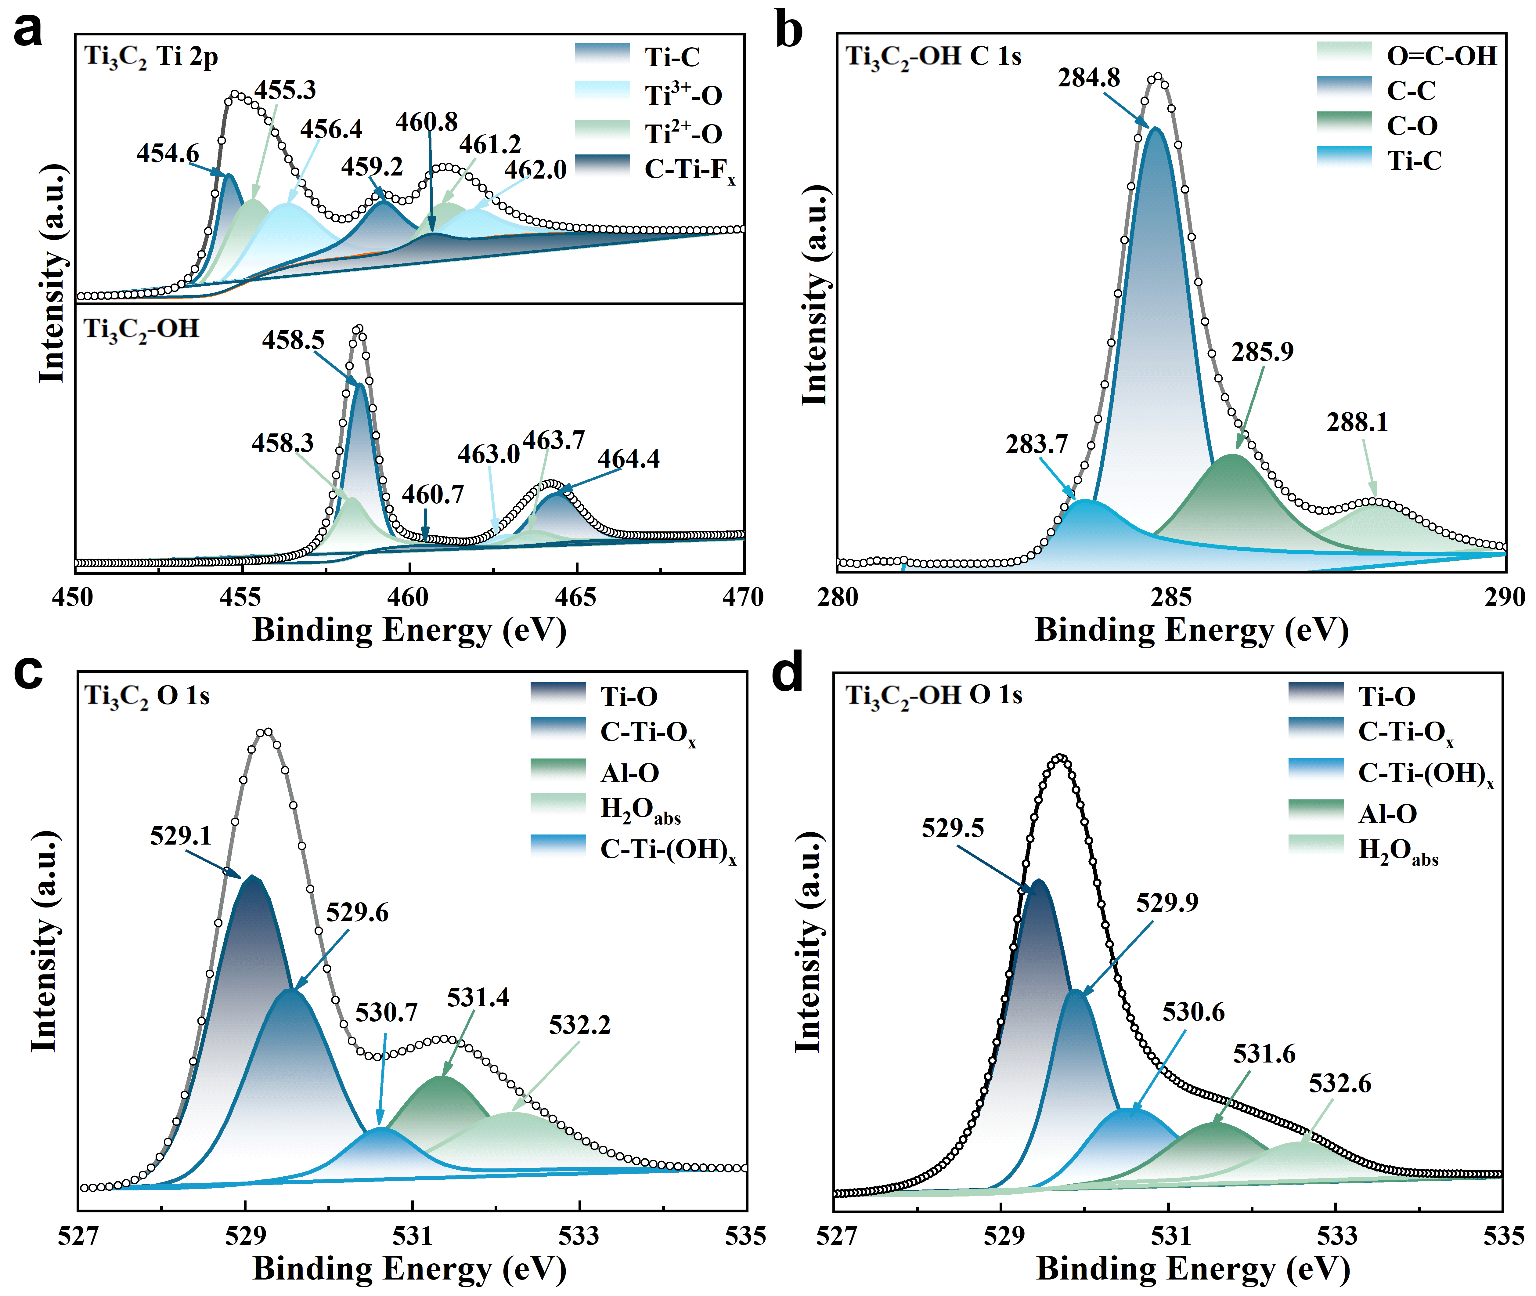 a
Ti3C2 Ti 2p
Ti-C
Ti3+-O
Ti2+-O
C-Ti-Fx
454.6
455.3
456.4
459.2
460.8
461.2
462.0
Ti3C2-OH
458.5
458.3
460.7
463.0
463.7
464.4
Intensity (a.u.)
450
455
460
465
470
Binding Energy (eV)
b
Ti3C2-OH C 1s
O=C-OH
C-C
C-O
Ti-C
284.8
285.9
283.7
288.1
Intensity (a.u.)
280
285
290
Binding Energy (eV)
c
Ti3C2 O 1s
Ti-O
C-Ti-Ox
Al-O
H2Oabs
C-Ti-(OH)x
529.1
529.6
530.7
531.4
532.2
Intensity (a.u.)
527
529
531
533
535
Binding Energy (eV)
d
Ti3C2-OH O 1s
Ti-O
C-Ti-Ox
C-Ti-(OH)x
Al-O
H2Oabs
529.5
529.9
530.6
531.6
532.6
Intensity (a.u.)
527
529
531
533
535
Binding Energy (eV)